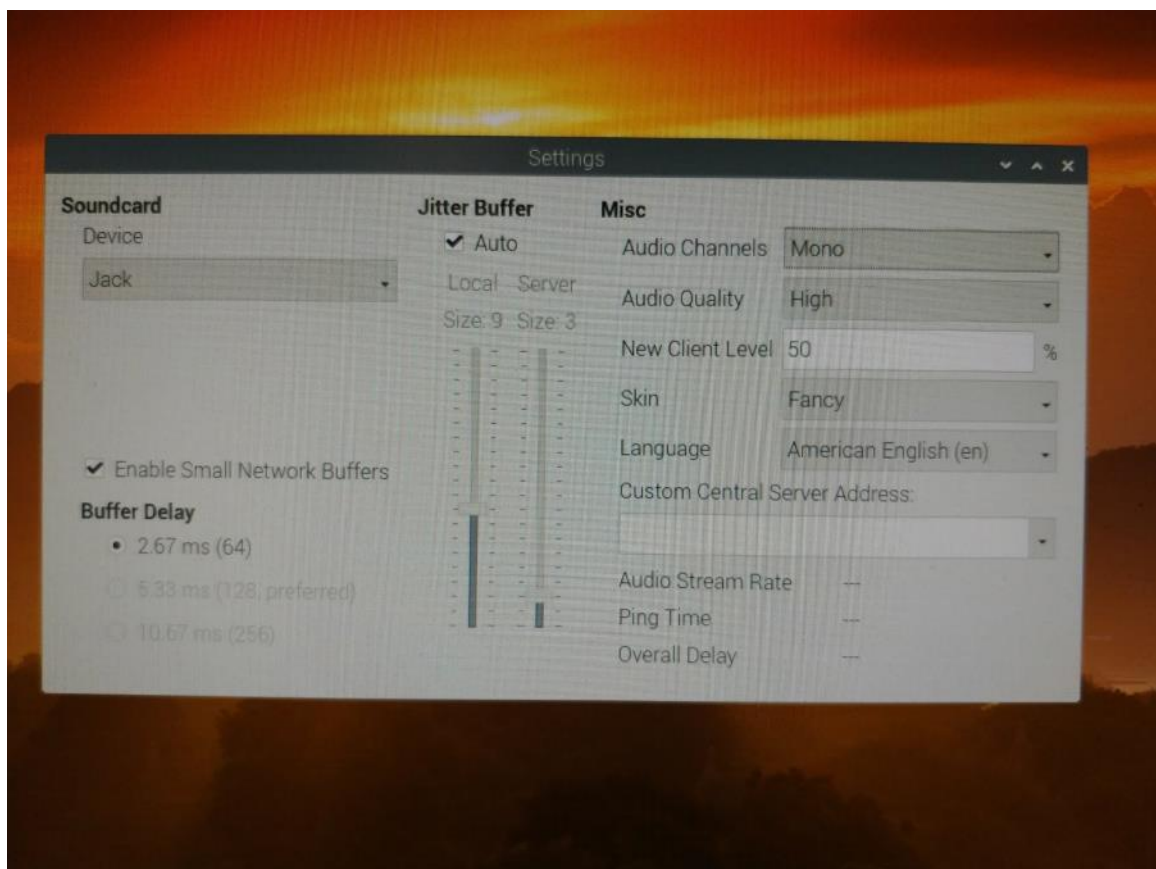 Settings
Soundcard
Device
Jack
Enable Small Network Buffers
Buffer Delay
2.67 ms (64)
5.33 ms (128, preferred)
10.67 ms (256)
Jitter Buffer
Auto
Local Server
Size: 9 Size: 3
Misc
Audio Channels Mono
Audio Quality High
New Client Level 50 %
Skin Fancy
Language American English (en)
Custom Central Server Address:
Audio Stream Rate ---
Ping Time ---
Overall Delay ---